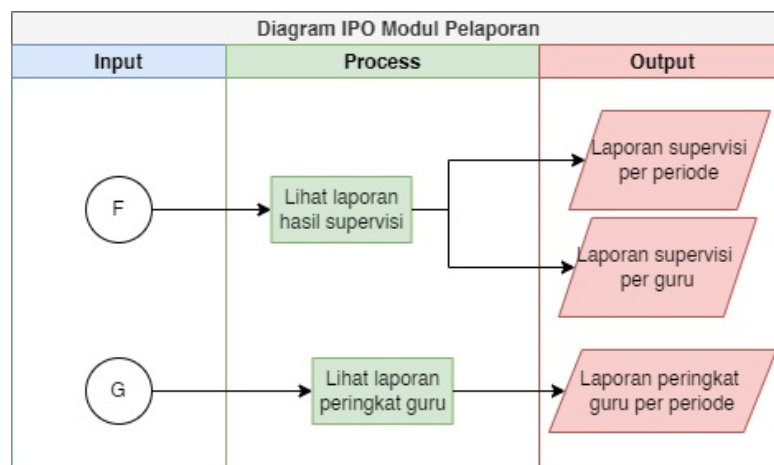 Diagram IPO Modul Pelaporan
Input
Process
Output
F
Lihat laporan
hasil supervisi
Laporan supervisi
per periode
Laporan supervisi
per guru
G
Lihat laporan
peringkat guru
Laporan peringkat
guru per periode